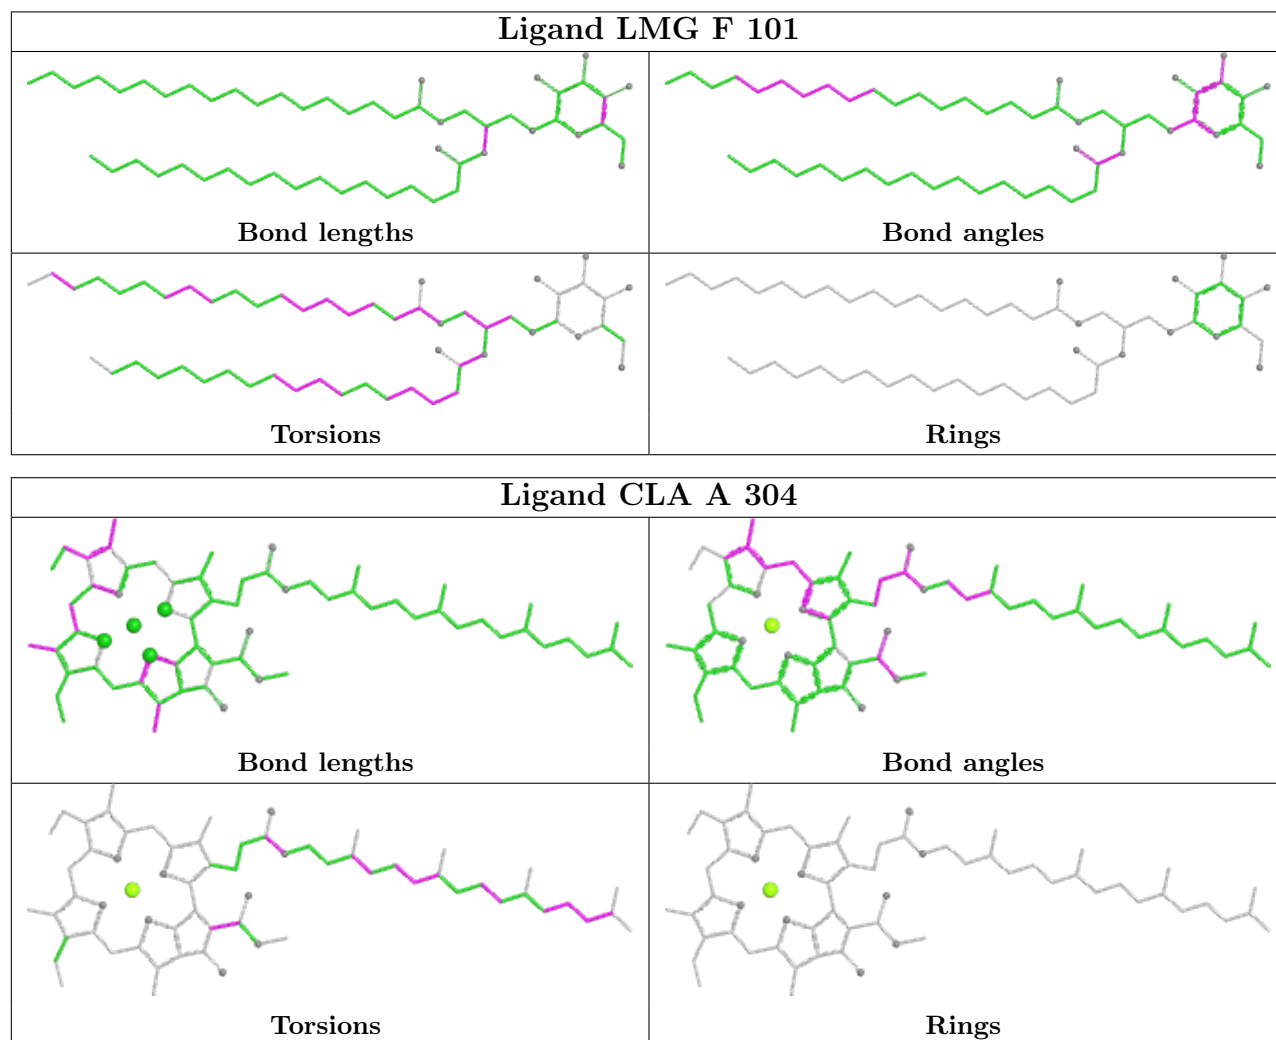 Ligand LMG F 101
Bond lengths
Bond angles
Torsions
Rings
Ligand CLA A 304
Bond lengths
Bond angles
Torsions
Rings